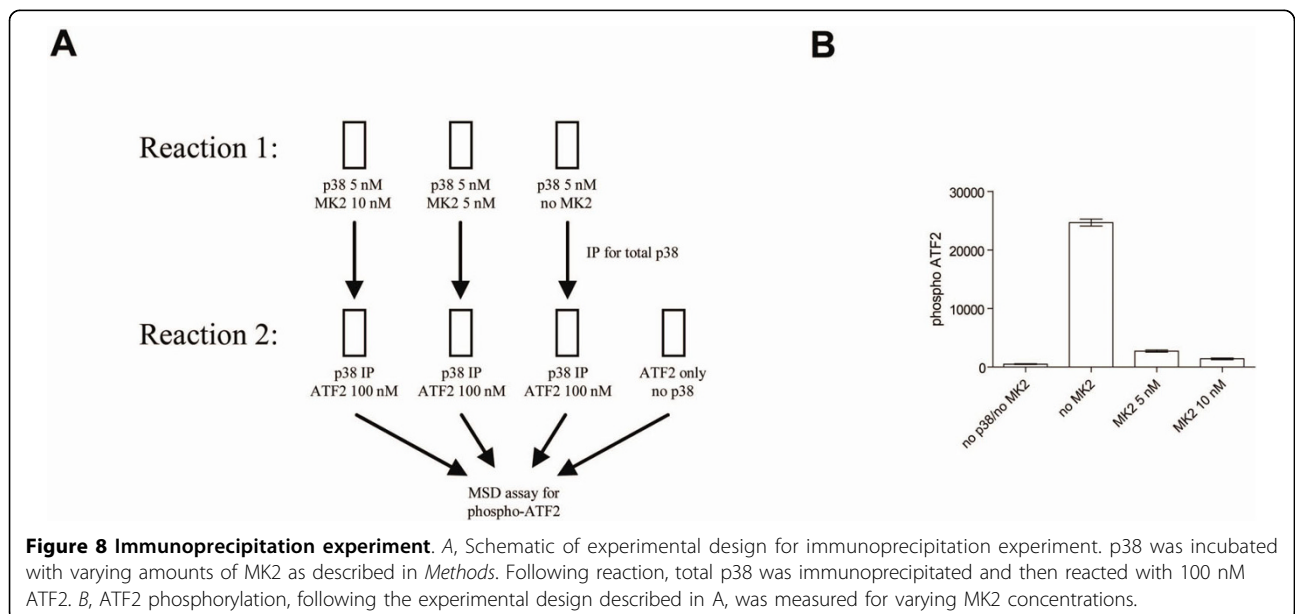 A
B
Reaction 1:
p38 5 nM
MK2 10 nM
p38 5 nM
MK2 5 nM
p38 5 nM
no MK2
IP for total p38
Reaction 2:
p38 IP
ATF2 100 nM
p38 IP
ATF2 100 nM
p38 IP
ATF2 100 nM
ATF2 only
no p38
MSD assay for
phospho-ATF2
phospho ATF2
30000
20000
10000
0
no p38/no MK2
no MK2
MK2 5 nM
MK2 10 nM
Figure 8 Immunoprecipitation experiment. A, Schematic of experimental design for immunoprecipitation experiment. p38 was incubated
with varying amounts of MK2 as described in Methods. Following reaction, total p38 was immunoprecipitated and then reacted with 100 nM
ATF2. B, ATF2 phosphorylation, following the experimental design described in A, was measured for varying MK2 concentrations.